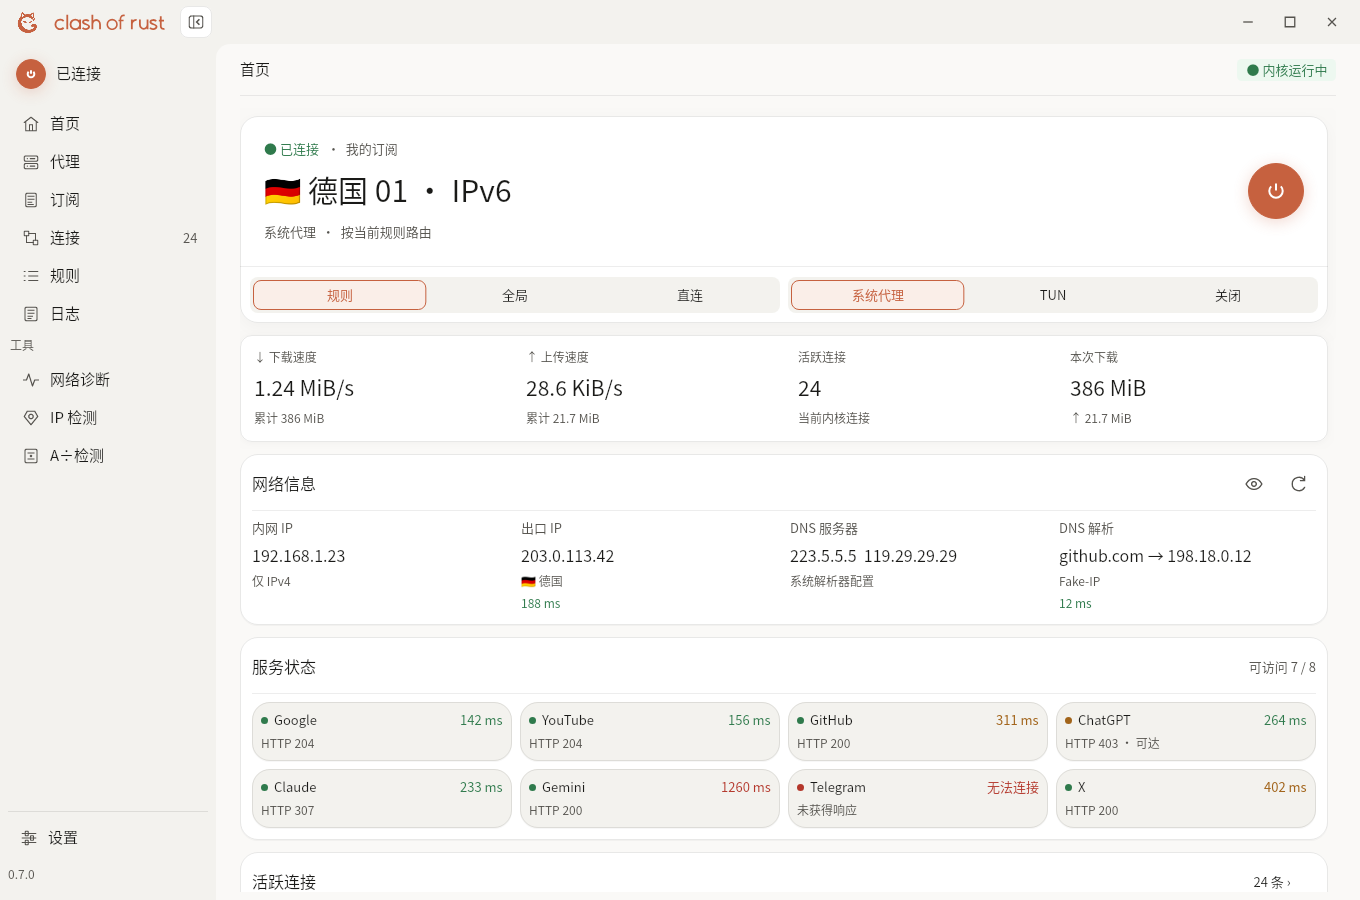 clash of rust
已连接
首页
代理
订阅
连接 24
规则
日志
工具
网络诊断
IP 检测
A÷检测
设置
0.7.0
首页 内核运行中
已连接 · 我的订阅
德国 01 · IPv6
系统代理 · 按当前规则路由
规则 全局 直连 系统代理 TUN 关闭
↓ 下载速度 ↑ 上传速度 活跃连接 本次下载
1.24 MiB/s 28.6 KiB/s 24 386 MiB
累计 386 MiB 累计 21.7 MiB 当前内核连接 ↑ 21.7 MiB
网络信息
内网 IP 出口 IP DNS 服务器 DNS 解析
192.168.1.23 203.0.113.42 223.5.5.5 119.29.29.29 github.com → 198.18.0.12
仅 IPv4 德国 系统解析器配置 Fake-IP
188 ms 12 ms
服务状态 可访问 7 / 8
Google 142 ms YouTube 156 ms GitHub 311 ms ChatGPT 264 ms
HTTP 204 HTTP 204 HTTP 200 HTTP 403 · 可达
Claude 233 ms Gemini 1260 ms Telegram 无法连接 X 402 ms
HTTP 307 HTTP 200 未获得响应 HTTP 200
活跃连接 24 条 ›